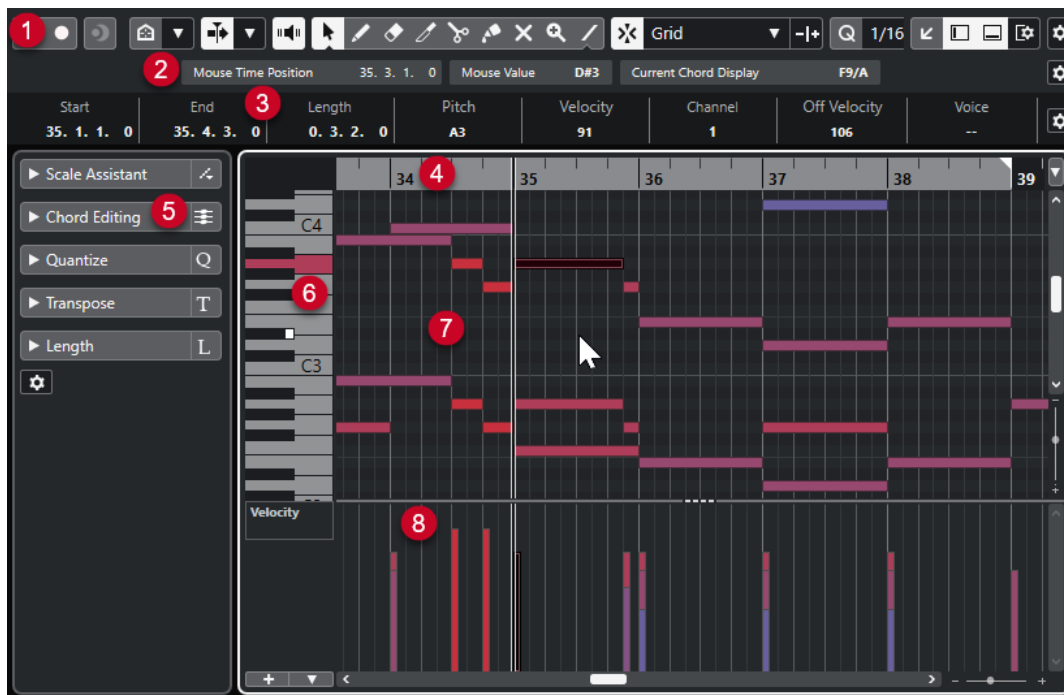 1 Grid Q 1/16
2 Mouse Time Position 35. 3. 1. 0 Mouse Value D#3 Current Chord Display F9/A
Start End 3 Length Pitch Velocity Channel Off Velocity Voice
35. 1. 1. 0 35. 4. 3. 0 0. 3. 2. 0 A3 91 1 106 --
Scale Assistant
34 4 35 36 37 38 39
Chord Editing 5
C4
Quantize Q
6
Transpose T
7
Length L
C3
Velocity
8